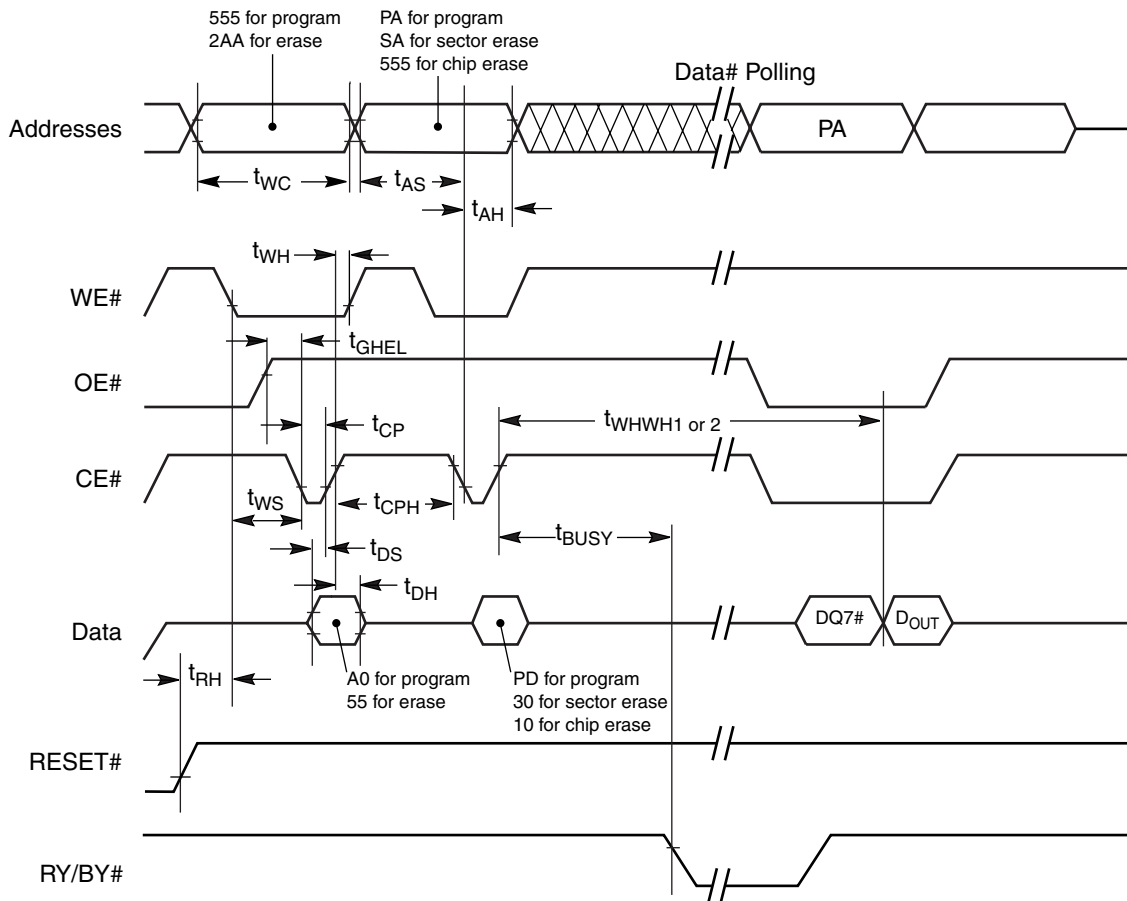 555 for program
2AA for erase
PA for program
SA for sector erase
555 for chip erase
Data# Polling
Addresses
PA
tWC
tAS
tAH
tWH
WE#
tGHEL
OE#
tWHWH1 or 2
tCP
CE#
tWS
tCPH
tBUSY
tDS
tDH
Data
DQ7#
DOUT
tRH
A0 for program
55 for erase
PD for program
30 for sector erase
10 for chip erase
RESET#
RY/BY#